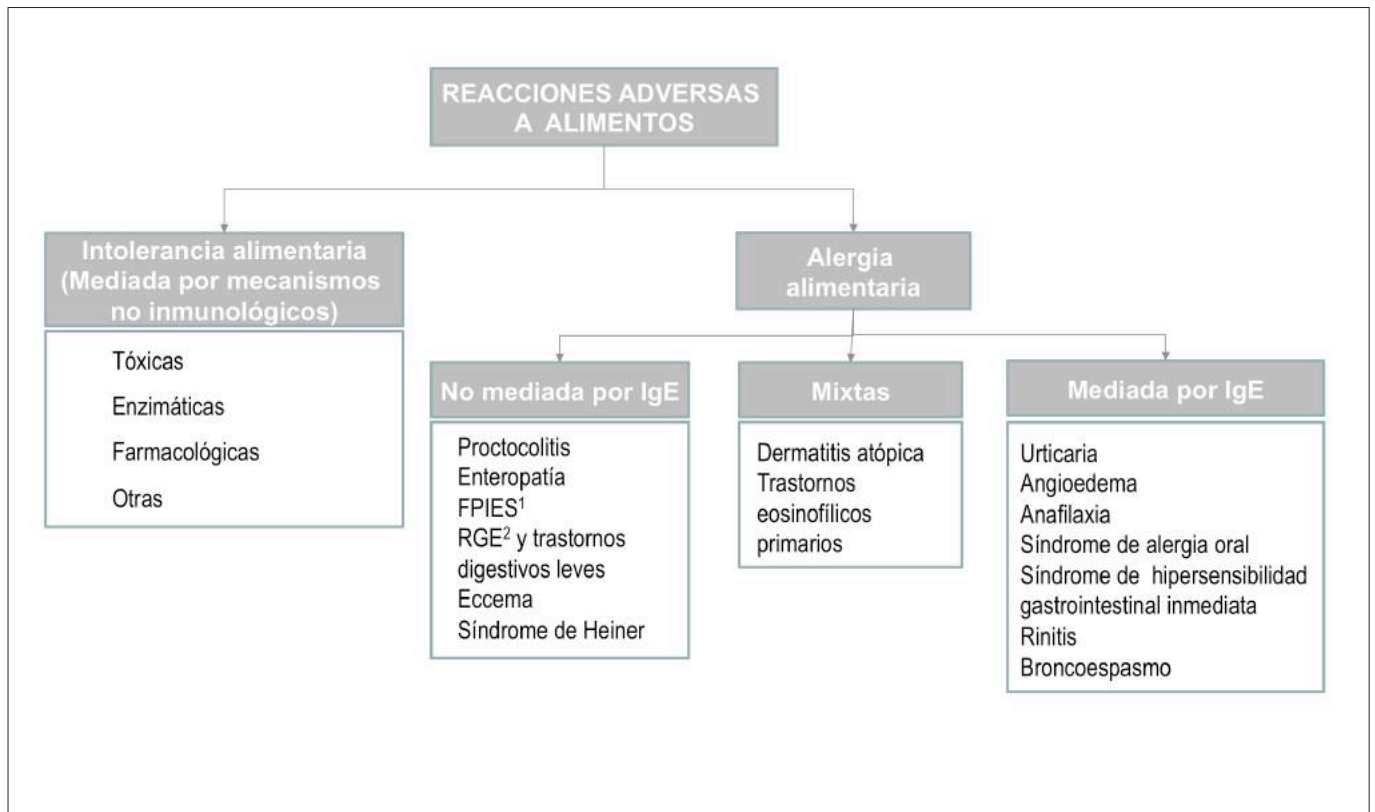 REACCIONES ADVERSAS
A ALIMENTOS
Intolerancia alimentaria
(Mediada por mecanismos
no inmunológicos)
Tóxicas
Enzimáticas
Farmacológicas
Otras
Alergia
alimentaria
No mediada por IgE
Proctocolitis
Enteropatía
FPIES¹
RGE² y trastornos
digestivos leves
Eccema
Síndrome de Heiner
Mixtas
Dermatitis atópica
Trastornos
eosinofílicos
primarios
Mediada por IgE
Urticaria
Angioedema
Anafilaxia
Síndrome de alergia oral
Síndrome de hipersensibilidad
gastrointestinal inmediata
Rinitis
Broncoespasmo